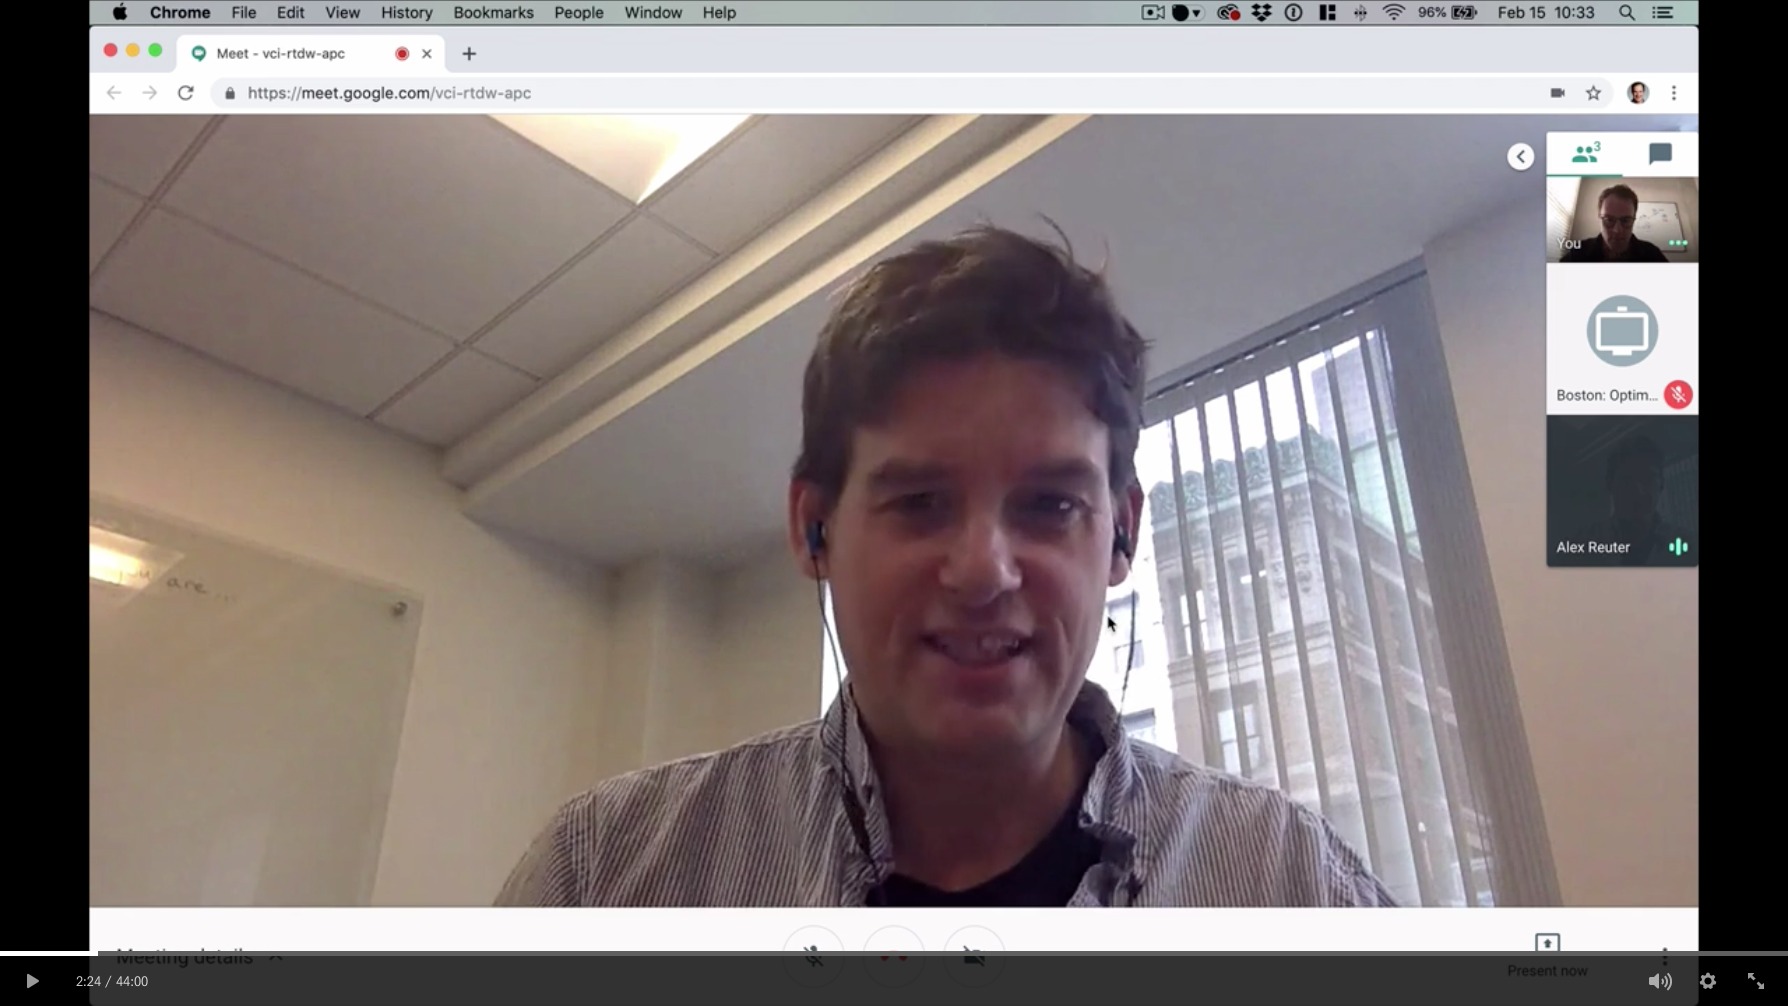 Chrome File Edit View History Bookmarks People Window Help 96% Feb 15 10:33
Meet - vci-rtdw-apc
https://meet.google.com/vci-rtdw-apc
3
You
Boston: Optim...
Alex Reuter
you are...
Meeting details
Present now
2:24 / 44:00